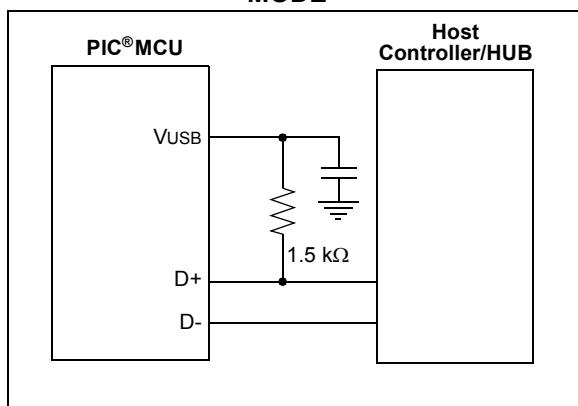 MODE
PIC®MCU
Host
Controller/HUB
VUSB
1.5 kΩ
D+
D-